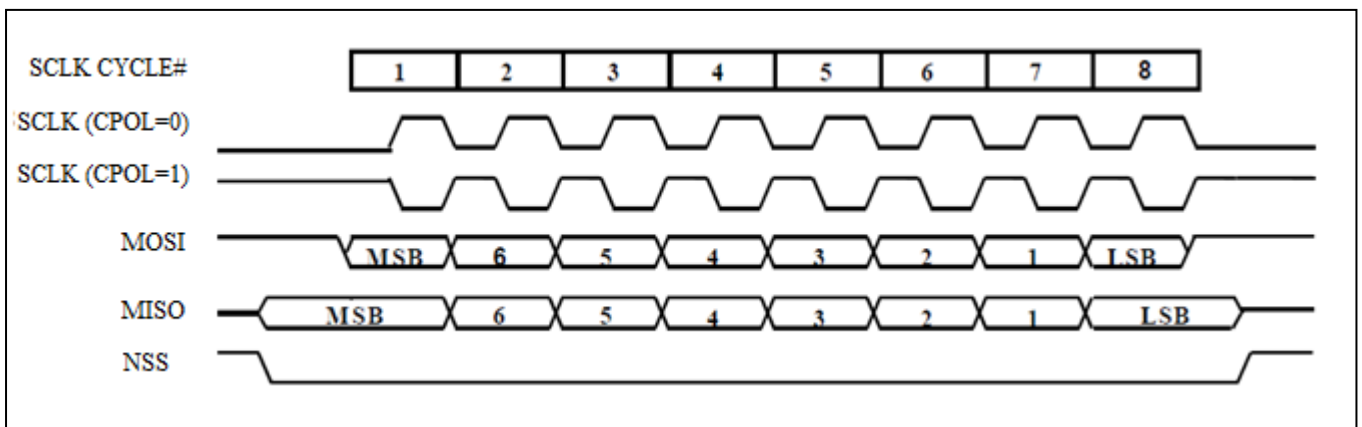 SCLK CYCLE# 1 2 3 4 5 6 7 8
SCLK (CPOL=0)
SCLK (CPOL=1)
MOSI MSB 6 5 4 3 2 1 LSB
MISO MSB 6 5 4 3 2 1 LSB
NSS